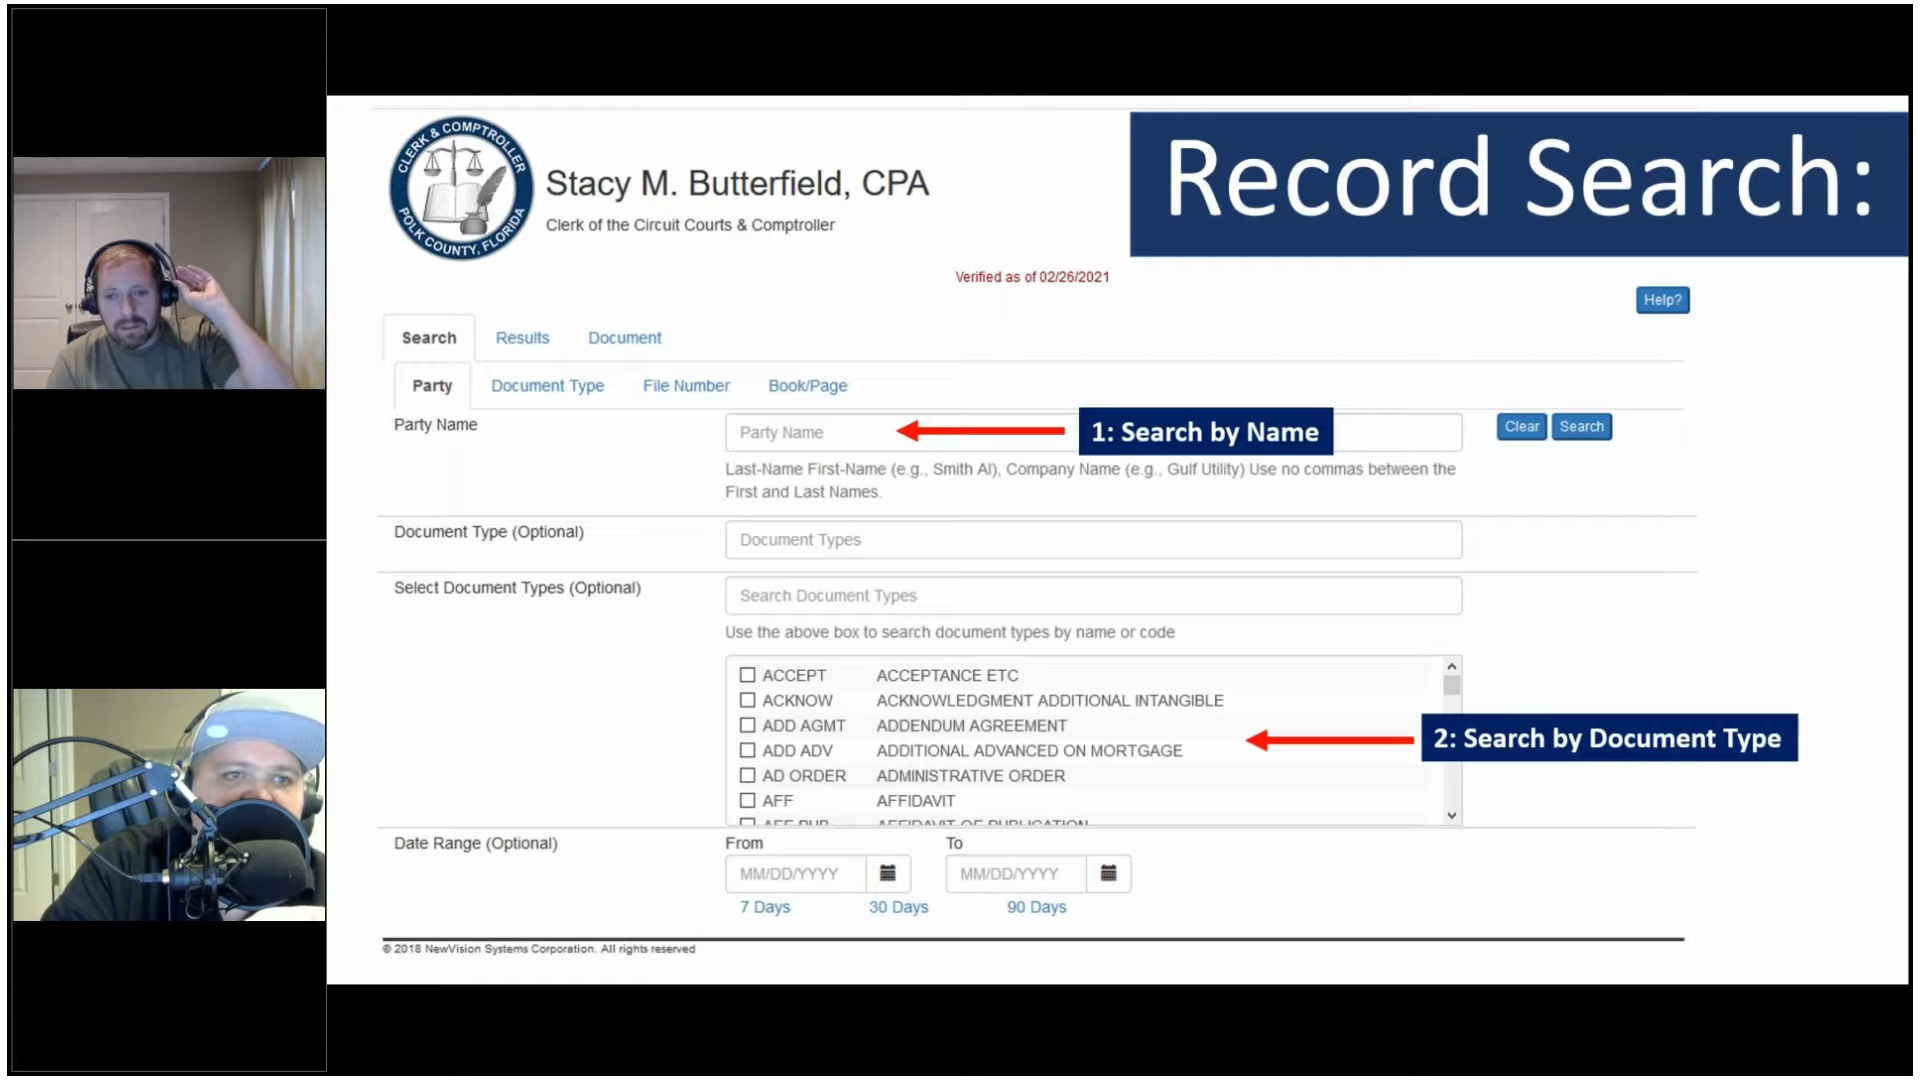 CLERK & COMPTROLLER
POLK COUNTY, FLORIDA
Stacy M. Butterfield, CPA
Clerk of the Circuit Courts & Comptroller
Record Search:
Verified as of 02/26/2021
Help?
Search Results Document
Party Document Type File Number Book/Page
Party Name
Party Name
1: Search by Name
Clear Search
Last-Name First-Name (e.g., Smith Al), Company Name (e.g., Gulf Utility) Use no commas between the
First and Last Names.
Document Type (Optional)
Document Types
Select Document Types (Optional)
Search Document Types
Use the above box to search document types by name or code
ACCEPT ACCEPTANCE ETC
ACKNOW ACKNOWLEDGMENT ADDITIONAL INTANGIBLE
ADD AGMT ADDENDUM AGREEMENT
ADD ADV ADDITIONAL ADVANCED ON MORTGAGE
2: Search by Document Type
AD ORDER ADMINISTRATIVE ORDER
AFF AFFIDAVIT
AFF PUB AFFIDAVIT OF PUBLICATION
Date Range (Optional)
From To
MM/DD/YYYY MM/DD/YYYY
7 Days 30 Days 90 Days
© 2018 NewVision Systems Corporation. All rights reserved